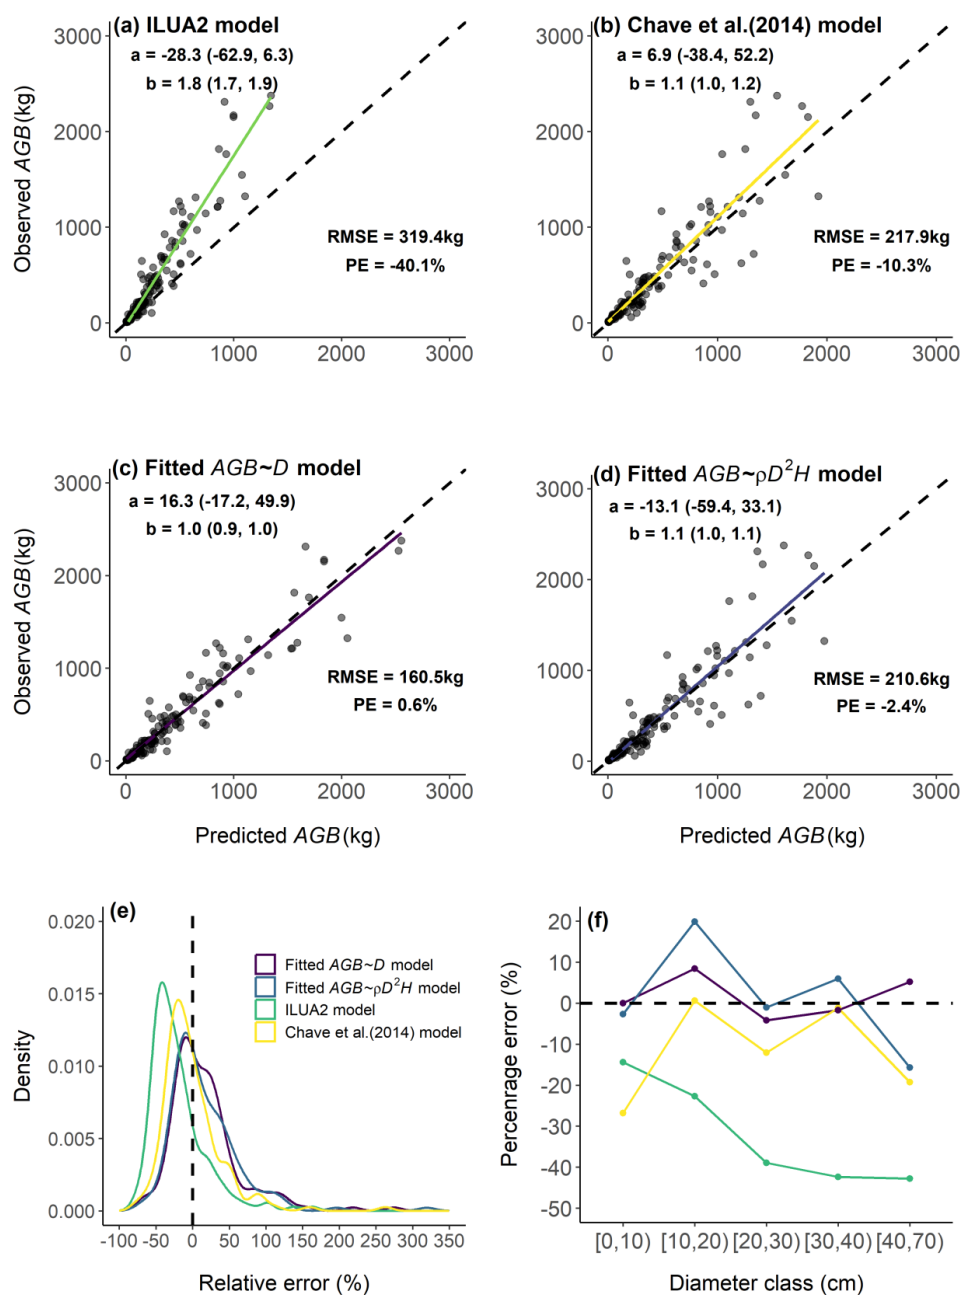 (a) ILUA2 model
a = -28.3 (-62.9, 6.3)
b = 1.8 (1.7, 1.9)
3000
2000
1000
0
Observed AGB(kg)
RMSE = 319.4kg
PE = -40.1%
0 1000 2000 3000
(b) Chave et al.(2014) model
a = 6.9 (-38.4, 52.2)
b = 1.1 (1.0, 1.2)
3000
2000
1000
0
RMSE = 217.9kg
PE = -10.3%
0 1000 2000 3000
(c) Fitted AGB~D model
a = 16.3 (-17.2, 49.9)
b = 1.0 (0.9, 1.0)
3000
2000
1000
0
Observed AGB(kg)
RMSE = 160.5kg
PE = 0.6%
0 1000 2000 3000
Predicted AGB(kg)
(d) Fitted AGB~ρD²H model
a = -13.1 (-59.4, 33.1)
b = 1.1 (1.0, 1.1)
3000
2000
1000
0
RMSE = 210.6kg
PE = -2.4%
0 1000 2000 3000
Predicted AGB(kg)
(e)
0.020
0.015
0.010
0.005
0.000
Density
Fitted AGB~D model
Fitted AGB~ρD²H model
ILUA2 model
Chave et al.(2014) model
-100 -50 0 50 100 150 200 250 300 350
Relative error (%)
(f)
20
10
0
-10
-20
-30
-40
-50
Percenrage error (%)
[0,10) [10,20) [20,30) [30,40) [40,70)
Diameter class (cm)